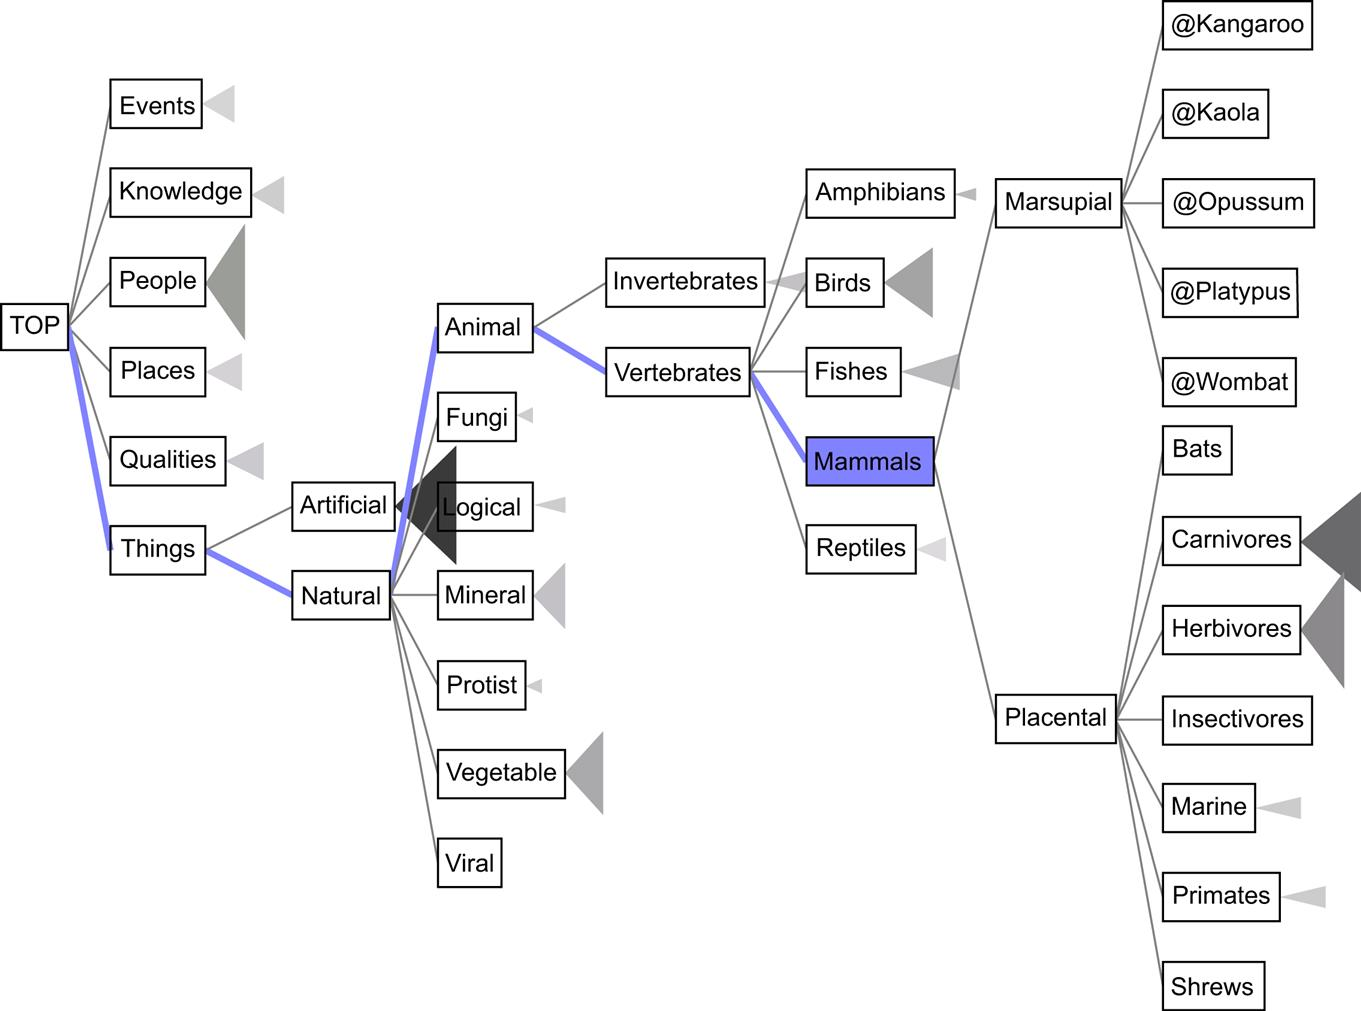 TOP
Events
Knowledge
People
Places
Qualities
Things
Artificial
Natural
Animal
Fungi
Logical
Mineral
Protist
Vegetable
Viral
Invertebrates
Vertebrates
Amphibians
Birds
Fishes
Mammals
Reptiles
Marsupial
Placental
@Kangaroo
@Kaola
@Opussum
@Platypus
@Wombat
Bats
Carnivores
Herbivores
Insectivores
Marine
Primates
Shrews